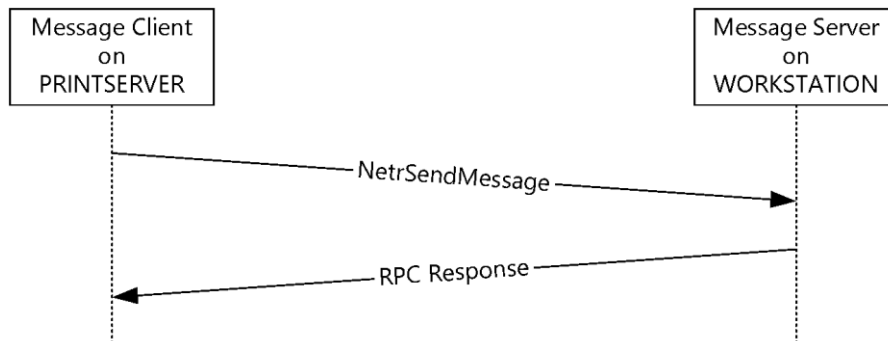 Message Client
on
PRINTSERVER
Message Server
on
WORKSTATION
NetrSendMessage
RPC Response